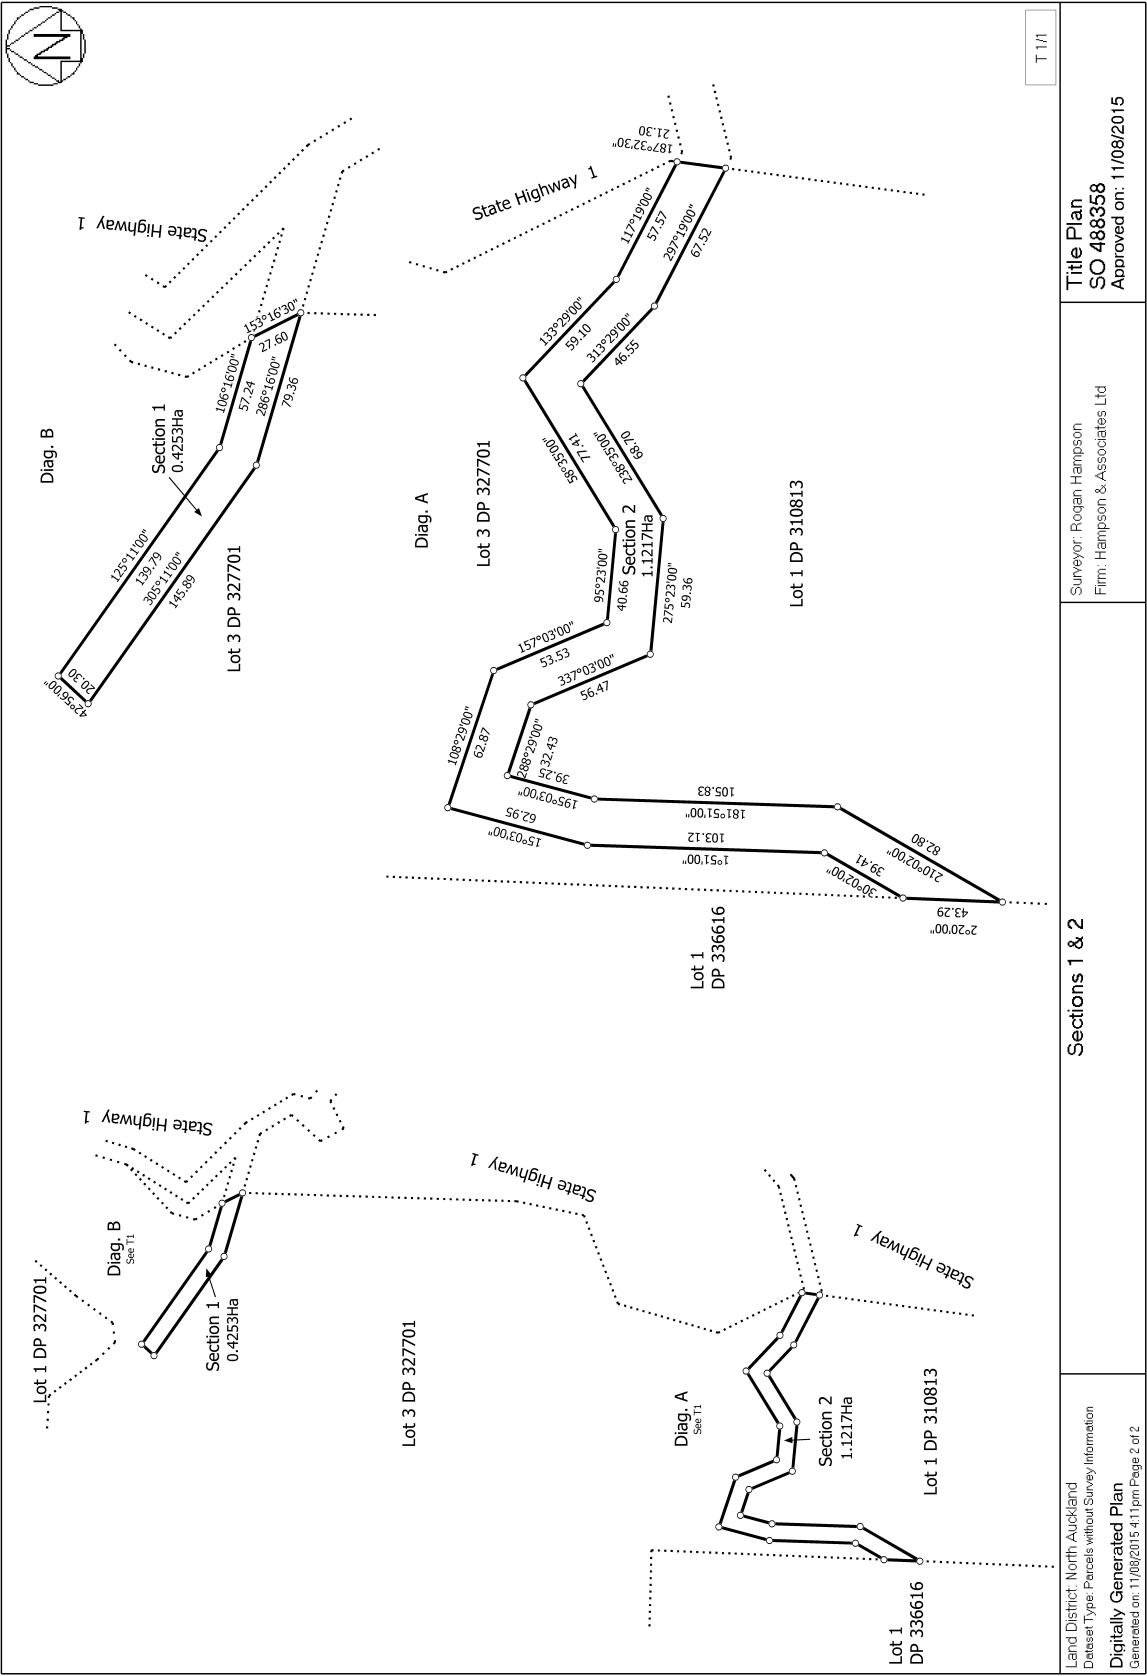 N
Diag. B
State Highway 1
Section 1
0.4253Ha
125°11'00"
139.79
305°11'00"
145.89
42°56'00"
20.30
106°16'00"
57.24
286°16'00"
79.36
153°16'30"
27.60
Lot 3 DP 327701
T 1/1
Diag. A
State Highway 1
Lot 3 DP 327701
187°32'30"
21.30
117°19'00"
57.57
297°19'00"
67.52
133°29'00"
59.10
313°29'00"
46.55
58°35'00"
77.41
238°35'00"
68.70
Section 2
1.1217Ha
95°23'00"
40.66
275°23'00"
59.36
157°03'00"
53.53
337°03'00"
56.47
108°29'00"
62.87
288°29'00"
32.43
195°03'00"
39.25
15°03'00"
62.95
181°51'00"
105.83
1°51'00"
103.12
30°02'00"
39.41
210°02'00"
82.80
2°20'00"
43.29
Lot 1 DP 310813
Lot 1
DP 336616
Lot 1 DP 327701
Diag. B
See T1
State Highway 1
Section 1
0.4253Ha
Lot 3 DP 327701
State Highway 1
Diag. A
See T1
State Highway 1
Section 2
1.1217Ha
Lot 1 DP 310813
Lot 1
DP 336616
Land District: North Auckland
Dataset Type: Parcels without Survey Information
Digitally Generated Plan
Generated on: 11/08/2015 4:11pm Page 2 of 2
Sections 1 & 2
Surveyor: Rogan Hampson
Firm: Hampson & Associates Ltd
Title Plan
SO 488358
Approved on: 11/08/2015